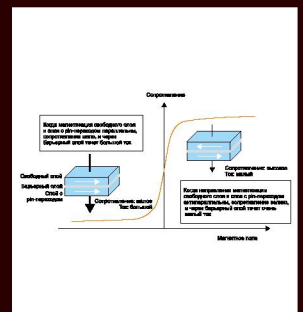 Сопротивление
Когда магнетизация свободного слоя
и слоя с pin-переходом параллельны,
сопротивление мало, и через
барьерный слой течет большой
ток
Свободный слой
Барьерный слой
Слой с
pin-переходом
Сопротивление: малое
Ток: большой
Сопротивление: высокое
Ток: малый
Когда направление магнетизации
свободного слоя и слоя с pin-переходом
антипараллельны, сопротивление велико,
и через барьерный слой течет очень
малый ток
Магнитное поле